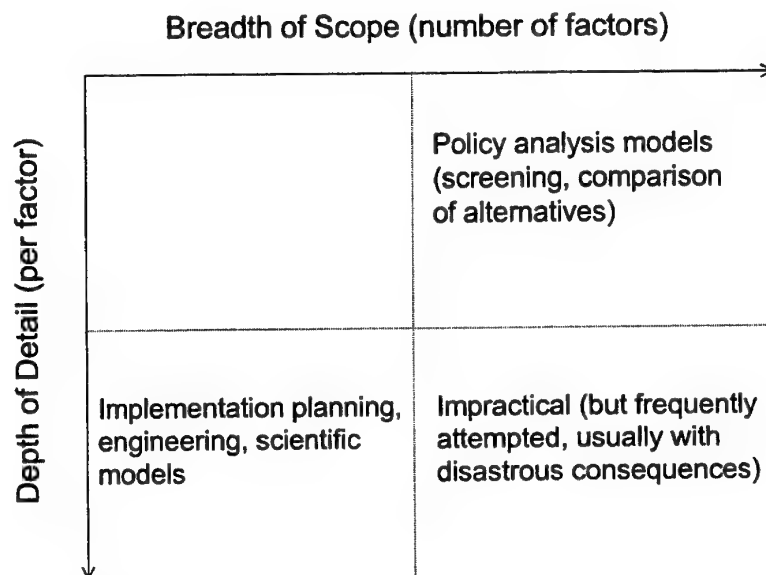 Breadth of Scope (number of factors)
Depth of Detail (per factor)
Policy analysis models
(screening, comparison
of alternatives)
Implementation planning,
engineering, scientific
models
Impractical (but frequently
attempted, usually with
disastrous consequences)